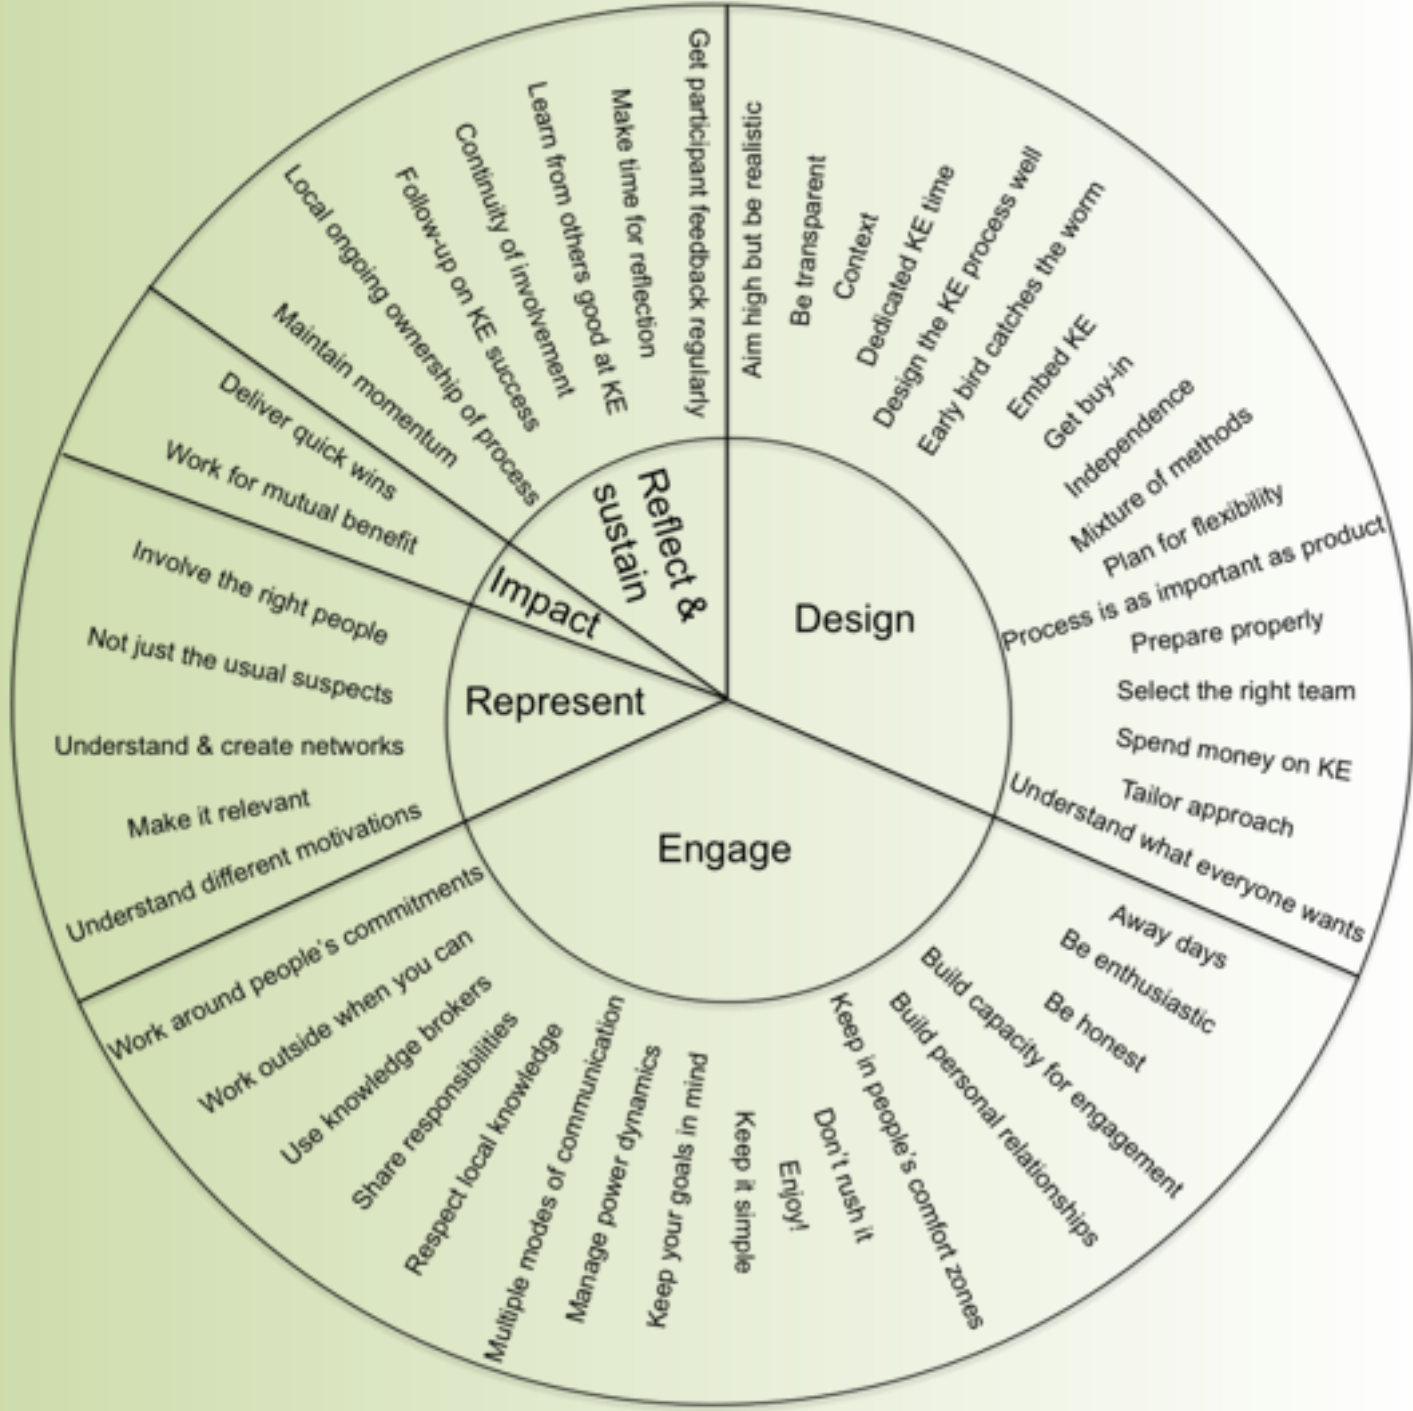 Design
Aim high but be realistic
Be transparent
Context
Dedicated KE time
Design the KE process well
Early bird catches the worm
Embed KE
Get buy-in
Independence
Mixture of methods
Plan for flexibility
Process is as important as product
Prepare properly
Select the right team
Spend money on KE
Tailor approach
Understand what everyone wants
Engage
Away days
Be enthusiastic
Be honest
Build capacity for engagement
Build personal relationships
Keep in people's comfort zones
Don't rush it
Enjoy!
Keep it simple
Keep your goals in mind
Manage power dynamics
Multiple modes of communication
Respect local knowledge
Share responsibilities
Use knowledge brokers
Work outside when you can
Work around people's commitments
Represent
Understand different motivations
Make it relevant
Understand & create networks
Not just the usual suspects
Involve the right people
Impact
Work for mutual benefit
Deliver quick wins
Reflect &
sustain
Maintain momentum
Local ongoing ownership of process
Follow-up on KE success
Continuity of involvement
Learn from others good at KE
Make time for reflection
Get participant feedback regularly